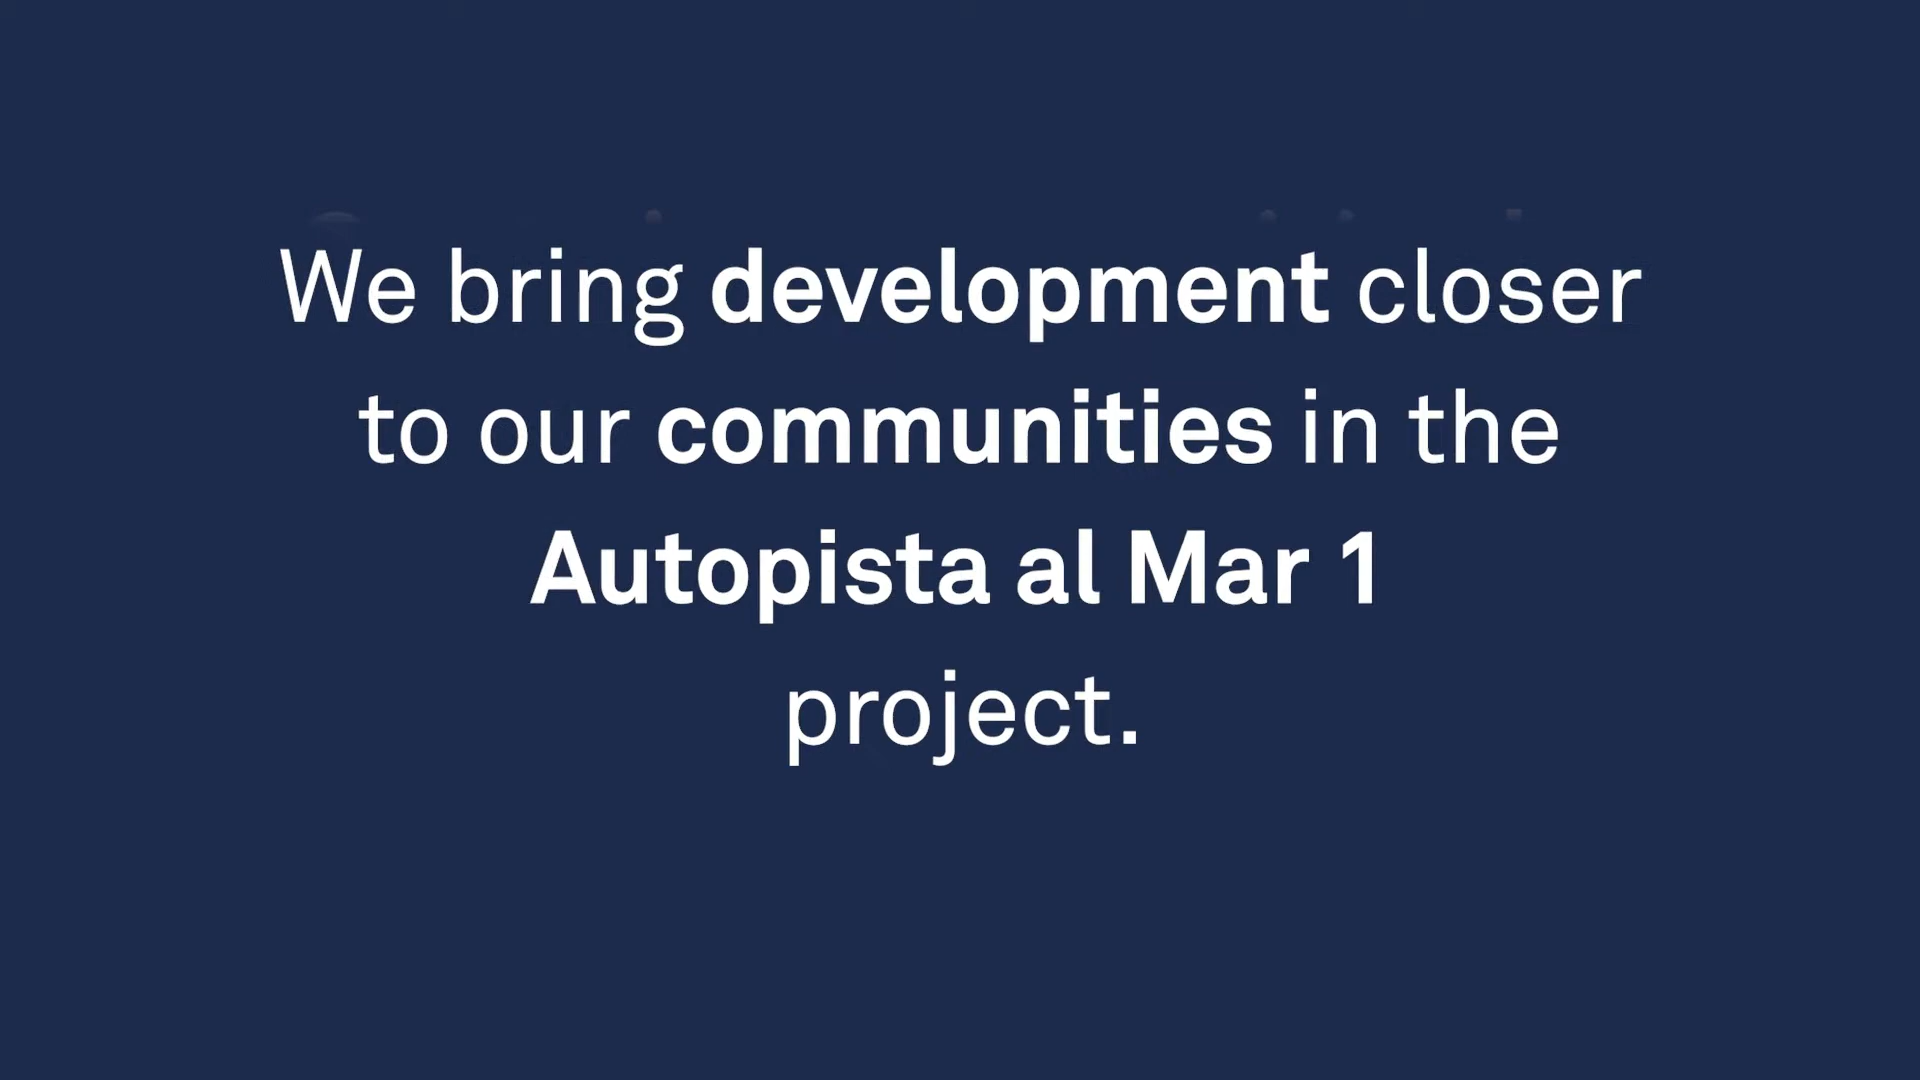 We bring development closer
to our communities in the
Autopista al Mar 1
project.